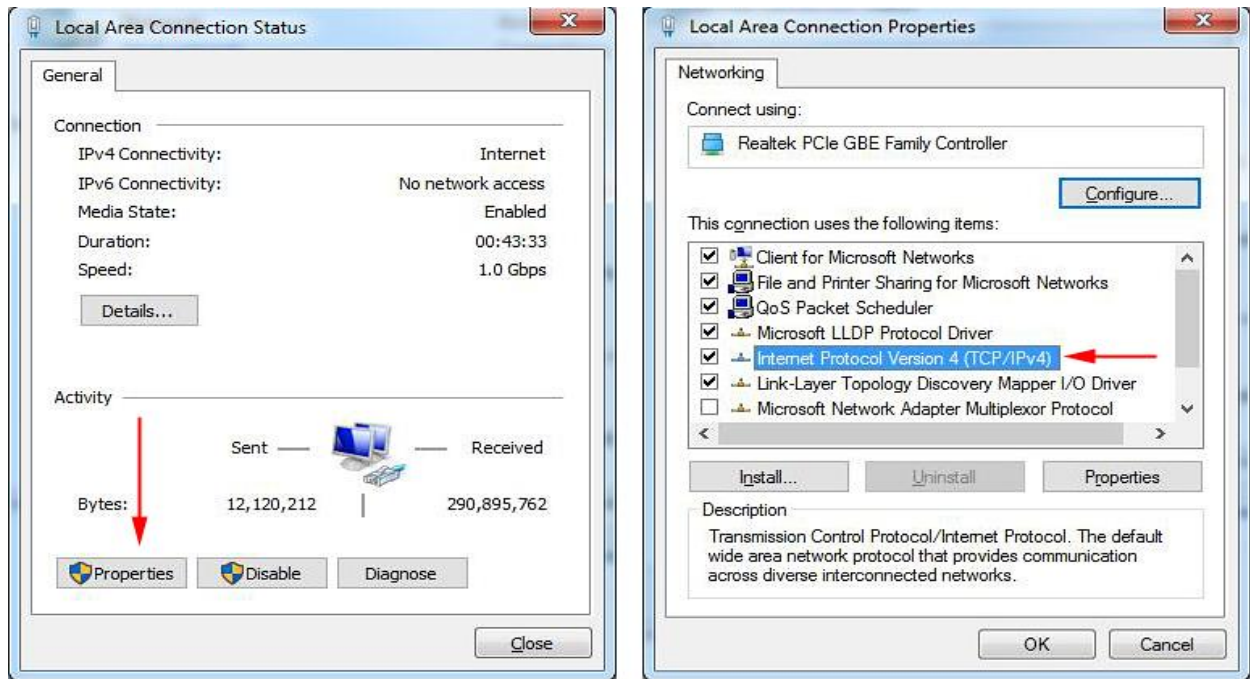 Local Area Connection Status
General
Connection
IPv4 Connectivity: Internet
IPv6 Connectivity: No network access
Media State: Enabled
Duration: 00:43:33
Speed: 1.0 Gbps
Details...
Activity
Sent Received
Bytes: 12,120,212 290,895,762
Properties Disable Diagnose
Close
Local Area Connection Properties
Networking
Connect using:
Realtek PCIe GBE Family Controller
Configure...
This connection uses the following items:
Client for Microsoft Networks
File and Printer Sharing for Microsoft Networks
QoS Packet Scheduler
Microsoft LLDP Protocol Driver
Internet Protocol Version 4 (TCP/IPv4)
Link-Layer Topology Discovery Mapper I/O Driver
Microsoft Network Adapter Multiplexor Protocol
Install... Uninstall Properties
Description
Transmission Control Protocol/Internet Protocol. The default
wide area network protocol that provides communication
across diverse interconnected networks.
OK Cancel